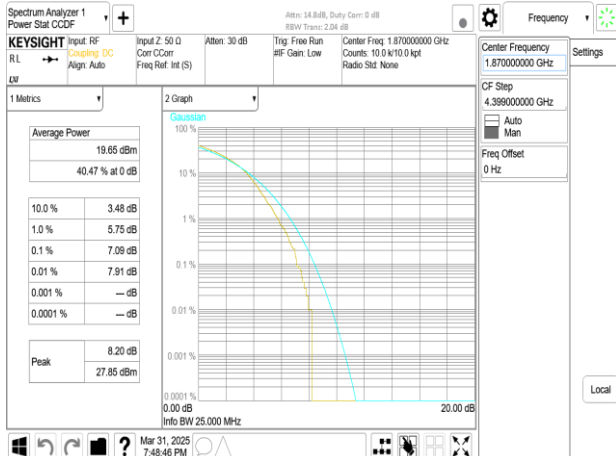 Spectrum Analyzer 1
Power Stat CCDF
+
Attn: 14.8dB, Duty Corr: 0 dB
RBW Trans: 2.04 dB
Frequency
KEYSIGHT
RL
LXI
Input: RF
Coupling: DC
Align: Auto
Input Z: 50 Ω
Corr CCorr
Freq Ref: Int (S)
Atten: 30 dB
Trig: Free Run
#IF Gain: Low
Center Freq: 1.870000000 GHz
Counts: 10.0 k/10.0 kpt
Radio Std: None
1 Metrics
Average Power
19.65 dBm
40.47 % at 0 dB
10.0 % 3.48 dB
1.0 % 5.75 dB
0.1 % 7.09 dB
0.01 % 7.91 dB
0.001 % --- dB
0.0001 % --- dB
Peak 8.20 dB
27.85 dBm
2 Graph
Gaussian
100 %
10 %
1 %
0.1 %
0.01 %
0.001 %
0.0001 %
0.00 dB 20.00 dB
Info BW 25.000 MHz
Center Frequency
1.870000000 GHz
CF Step
4.399000000 GHz
Auto
Man
Freq Offset
0 Hz
Settings
Local
?
Mar 31, 2025
7:48:46 PM